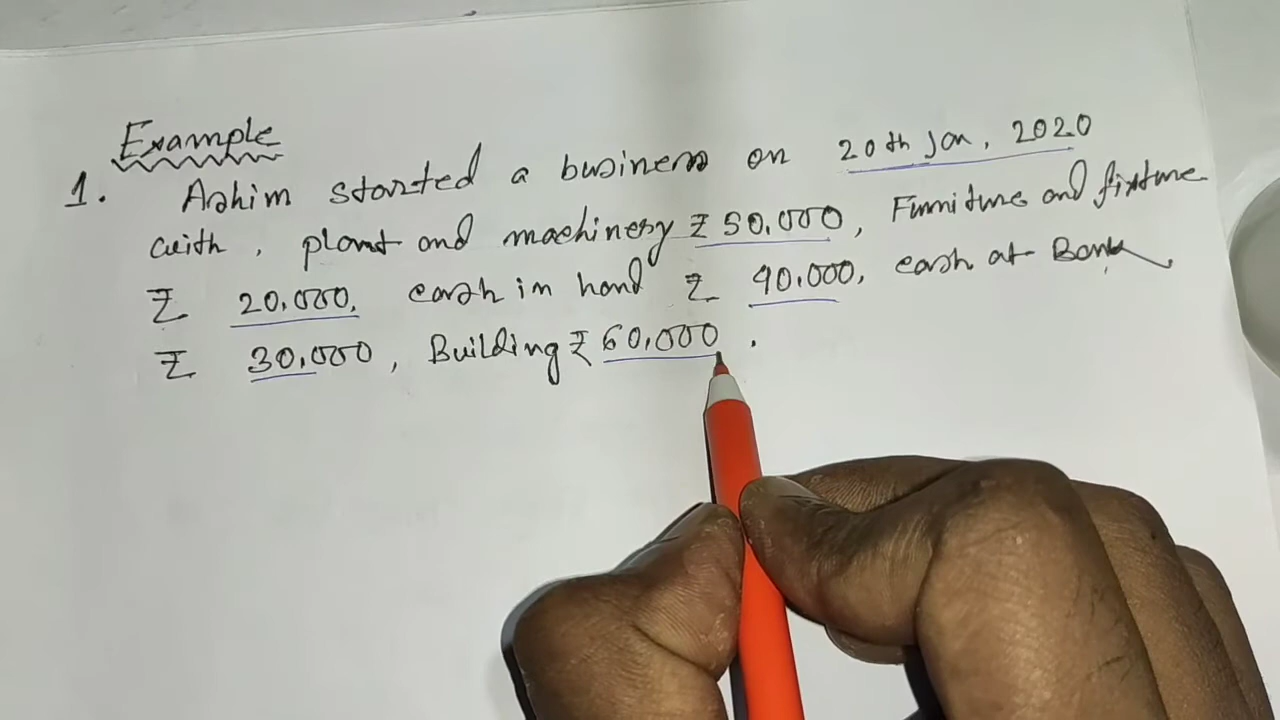 Example
1. Ashim started a business on 20th Jan, 2020
with, plant and machinery ₹ 50,000, Furniture and fixture
₹ 20,000, cash in hand ₹ 40,000, cash at Bank
₹ 30,000, Building ₹ 60,000.